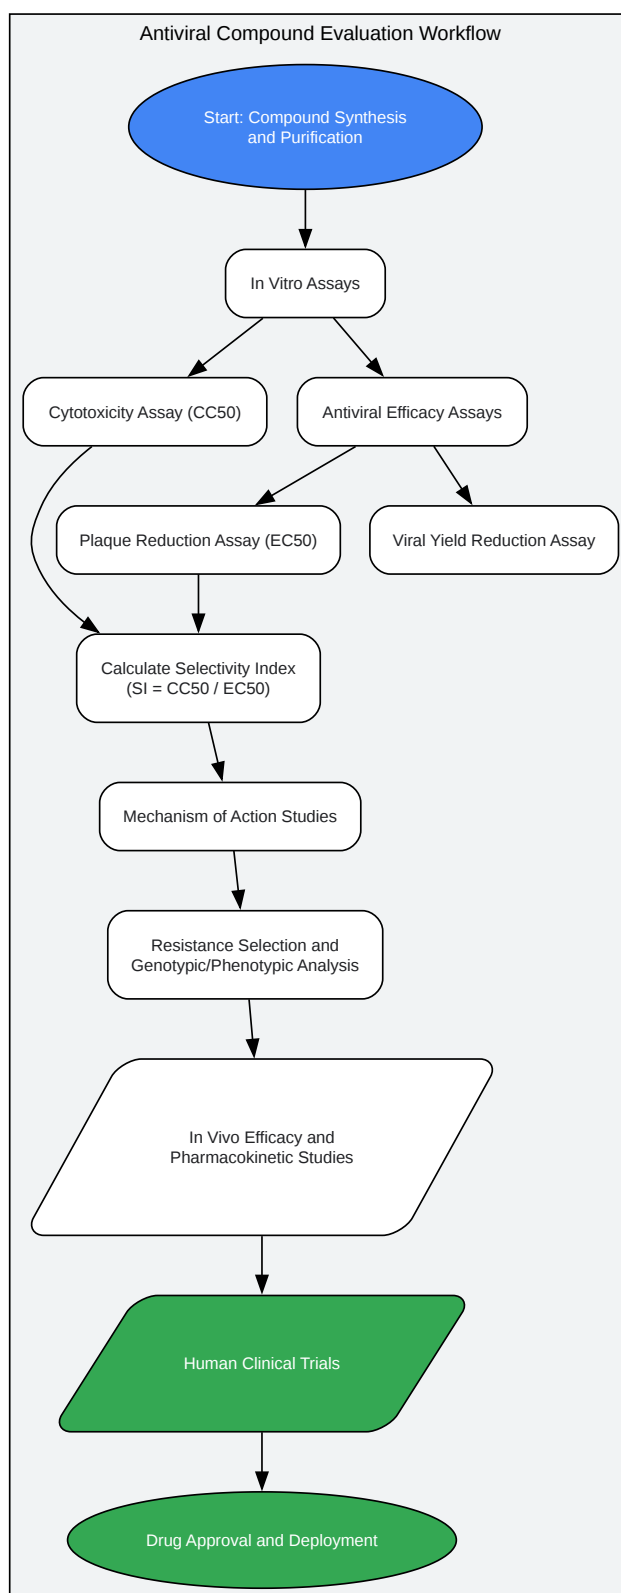 Antiviral Compound Evaluation Workflow
Start: Compound Synthesis
and Purification
In Vitro Assays
Cytotoxicity Assay (CC50)
Antiviral Efficacy Assays
Plaque Reduction Assay (EC50)
Viral Yield Reduction Assay
Calculate Selectivity Index
(SI = CC50 / EC50)
Mechanism of Action Studies
Resistance Selection and
Genotypic/Phenotypic Analysis
In Vivo Efficacy and
Pharmacokinetic Studies
Human Clinical Trials
Drug Approval and Deployment